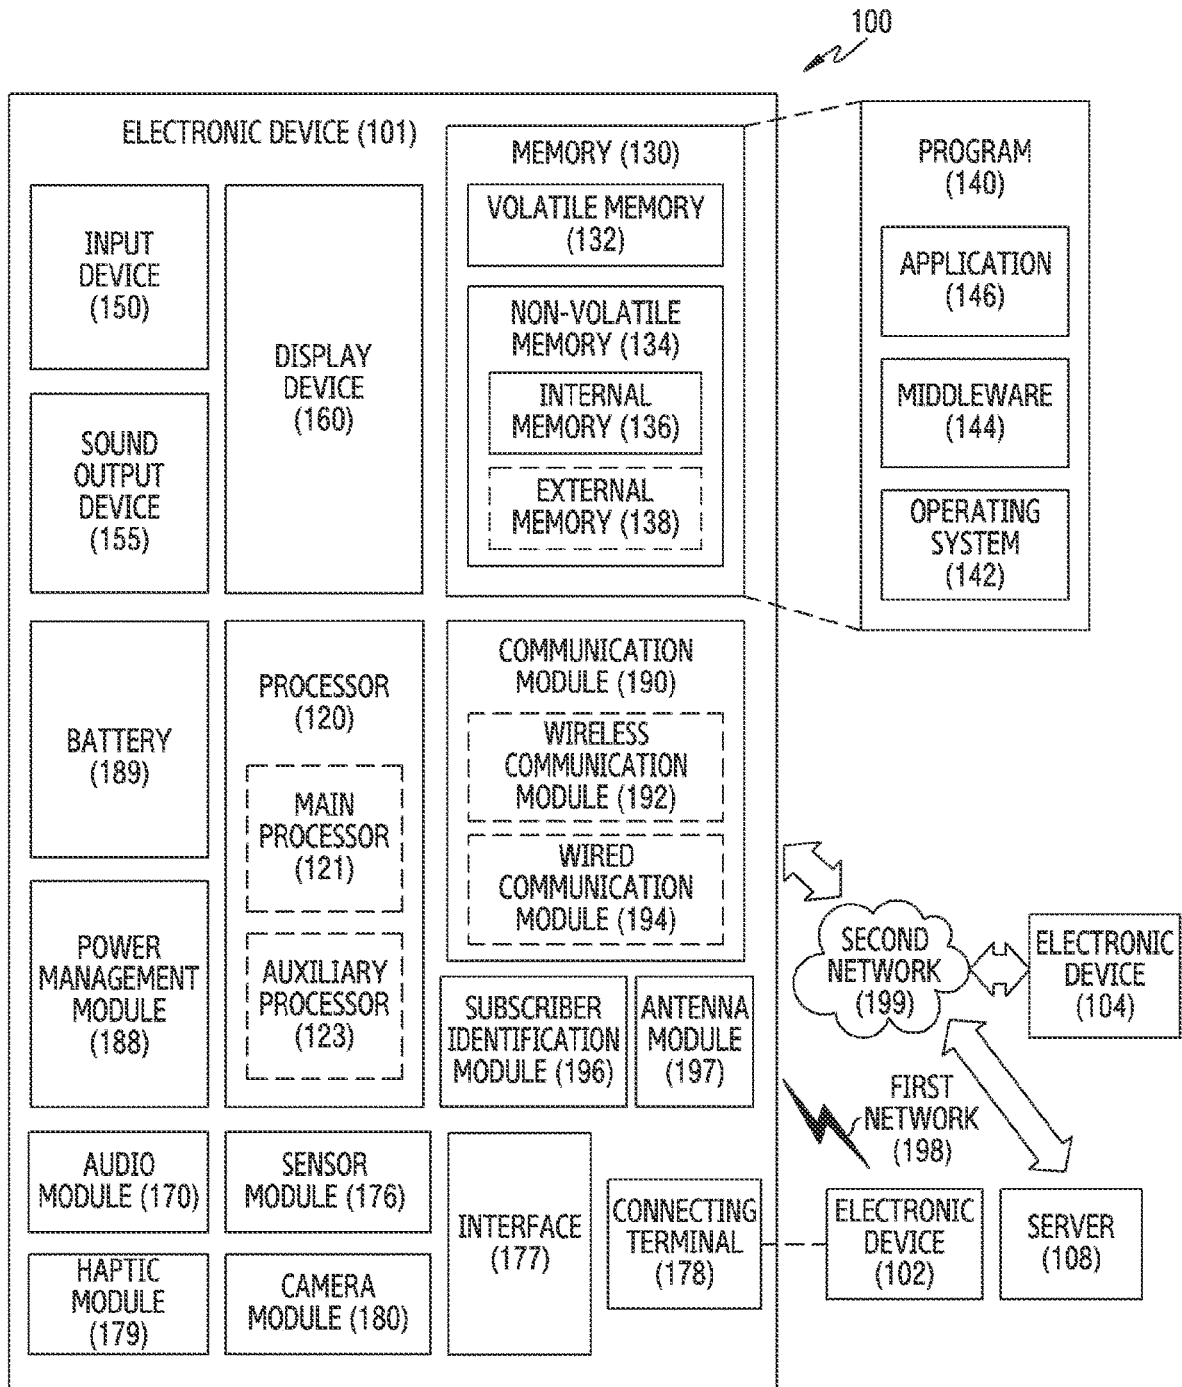 100
ELECTRONIC DEVICE (101)
INPUT
DEVICE
(150)
DISPLAY
DEVICE
(160)
SOUND
OUTPUT
DEVICE
(155)
MEMORY (130)
VOLATILE MEMORY
(132)
NON-VOLATILE
MEMORY (134)
INTERNAL
MEMORY (136)
EXTERNAL
MEMORY (138)
PROGRAM
(140)
APPLICATION
(146)
MIDDLEWARE
(144)
OPERATING
SYSTEM
(142)
BATTERY
(189)
PROCESSOR
(120)
MAIN
PROCESSOR
(121)
AUXILIARY
PROCESSOR
(123)
COMMUNICATION
MODULE (190)
WIRELESS
COMMUNICATION
MODULE (192)
WIRED
COMMUNICATION
MODULE (194)
POWER
MANAGEMENT
MODULE
(188)
SUBSCRIBER
IDENTIFICATION
MODULE (196)
ANTENNA
MODULE
(197)
SECOND
NETWORK
(199)
ELECTRONIC
DEVICE
(104)
FIRST
NETWORK
(198)
AUDIO
MODULE (170)
SENSOR
MODULE (176)
INTERFACE
(177)
CONNECTING
TERMINAL
(178)
ELECTRONIC
DEVICE
(102)
SERVER
(108)
HAPTIC
MODULE
(179)
CAMERA
MODULE (180)